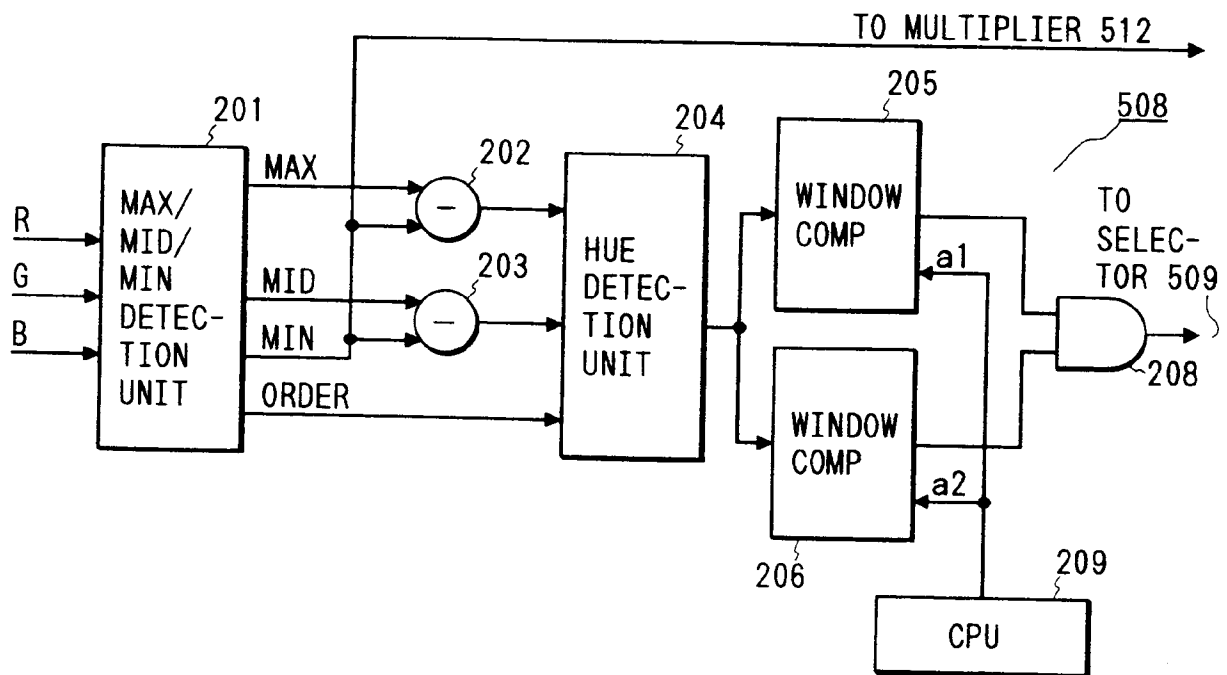 TO MULTIPLIER 512
201
MAX/
MID/
MIN
DETEC-
TION
UNIT
R
G
B
MAX
MID
MIN
ORDER
202
−
203
−
204
HUE
DETEC-
TION
UNIT
205
WINDOW
COMP
a1
WINDOW
COMP
a2
206
508
TO
SELEC-
TOR 509
208
209
CPU